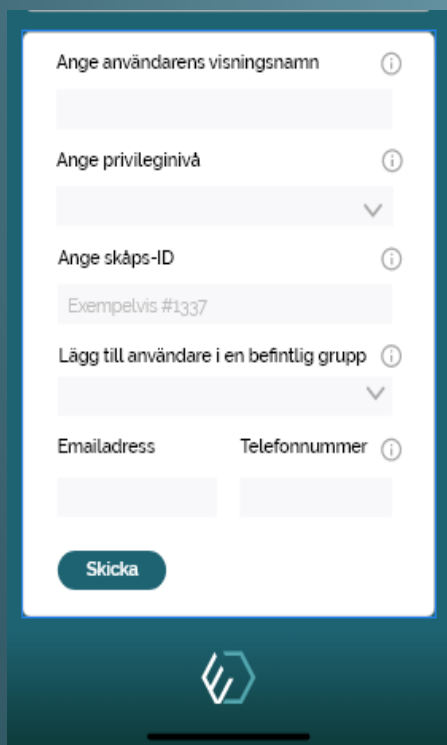 Ange användarens visningsnamn
Ange privileginivå
Ange skåps-ID
Exempelvis #1337
Lägg till användare i en befintlig grupp
Emailadress Telefonnummer
Skicka